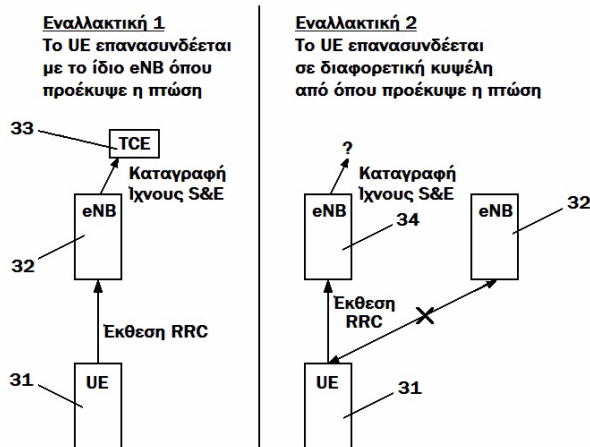 Εναλλακτική 1
Το UE επανασυνδέεται
με το ίδιο eNB όπου
προέκυψε η πτώση
33
TCE
Καταγραφή
Ίχνους S&E
eNB
32
Έκθεση RRC
31
UE
Εναλλακτική 2
Το UE επανασυνδέεται
σε διαφορετική κυψέλη
από όπου προέκυψε η πτώση
?
Καταγραφή
Ίχνους S&E
eNB
34
eNB
32
Έκθεση
RRC
UE
31